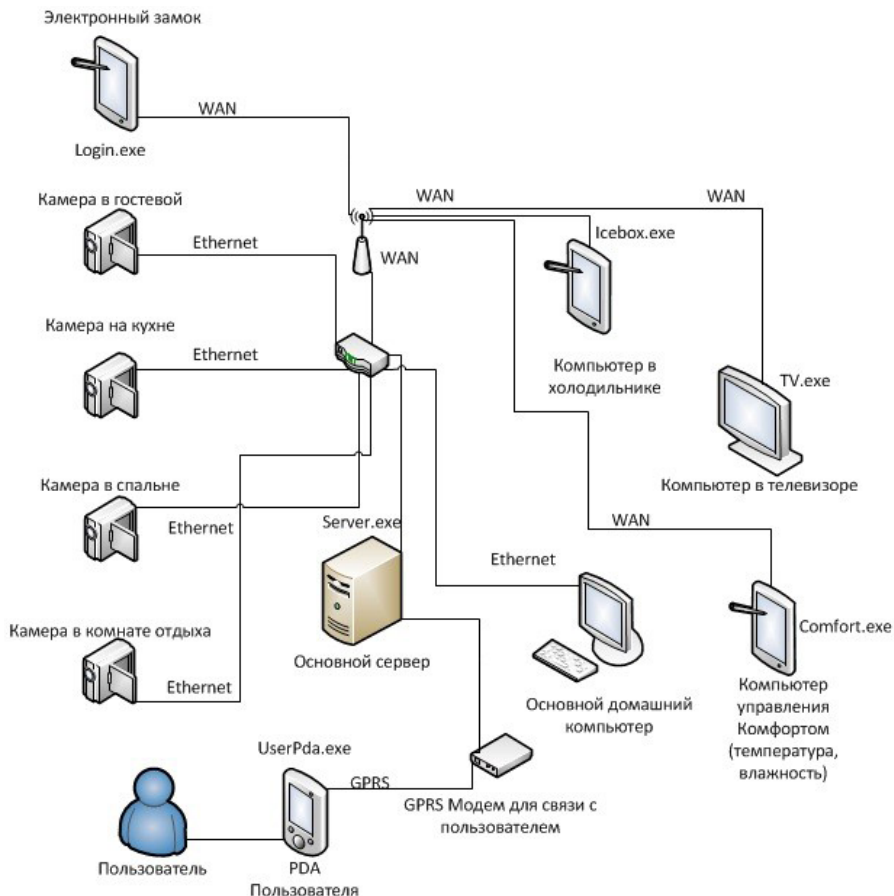 Электронный замок
WAN
Login.exe
Камера в гостевой
WAN
WAN
Ethernet
Icebox.exe
WAN
Камера на кухне
Ethernet
Компьютер в
холодильнике
TV.exe
Камера в спальне
Компьютер в телевизоре
Ethernet
Server.exe
WAN
Ethernet
Камера в комнате отдыха
Comfort.exe
Основной сервер
Ethernet
Основной домашний
компьютер
Компьютер
управления
Комфортом
(температура,
влажность)
UserPda.exe
GPRS
GPRS Модем для связи с
пользователем
Пользователь
PDA
Пользователя